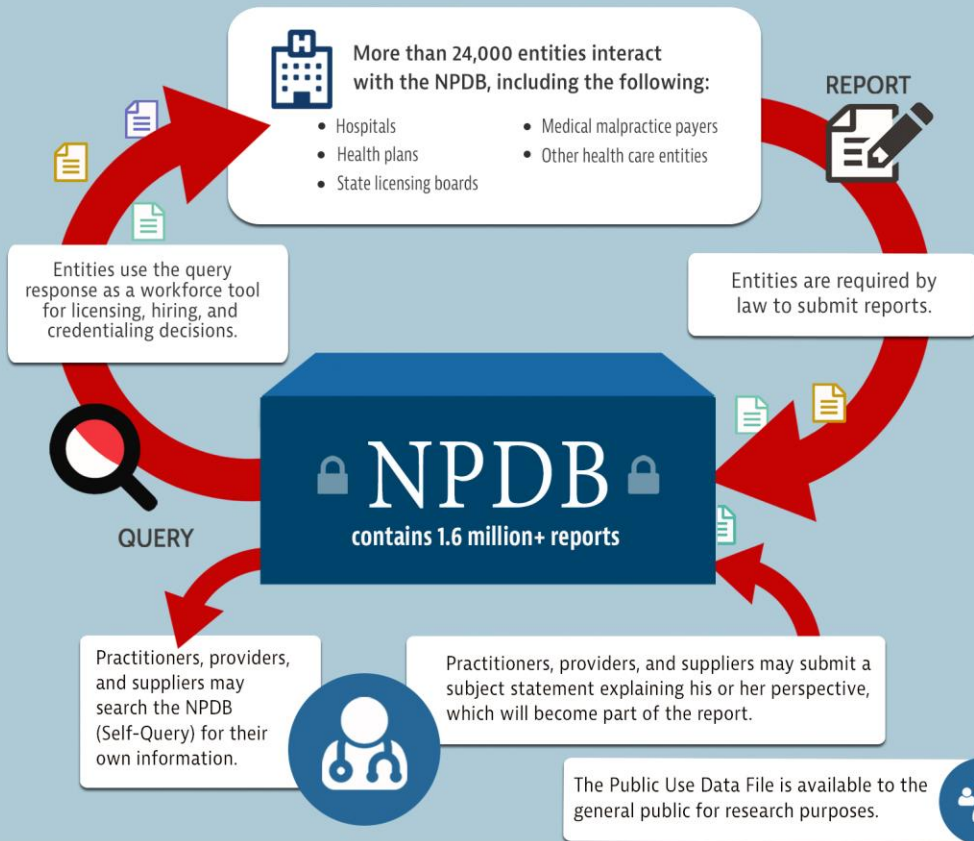 H
More than 24,000 entities interact
with the NPDB, including the following:
• Hospitals
• Health plans
• State licensing boards
• Medical malpractice payers
• Other health care entities
REPORT
Entities use the query
response as a workforce tool
for licensing, hiring, and
credentialing decisions.
Entities are required by
law to submit reports.
NPDB
contains 1.6 million+ reports
QUERY
Practitioners, providers,
and suppliers may
search the NPDB
(Self-Query) for their
own information.
Practitioners, providers, and suppliers may submit a
subject statement explaining his or her perspective,
which will become part of the report.
The Public Use Data File is available to the
general public for research purposes.